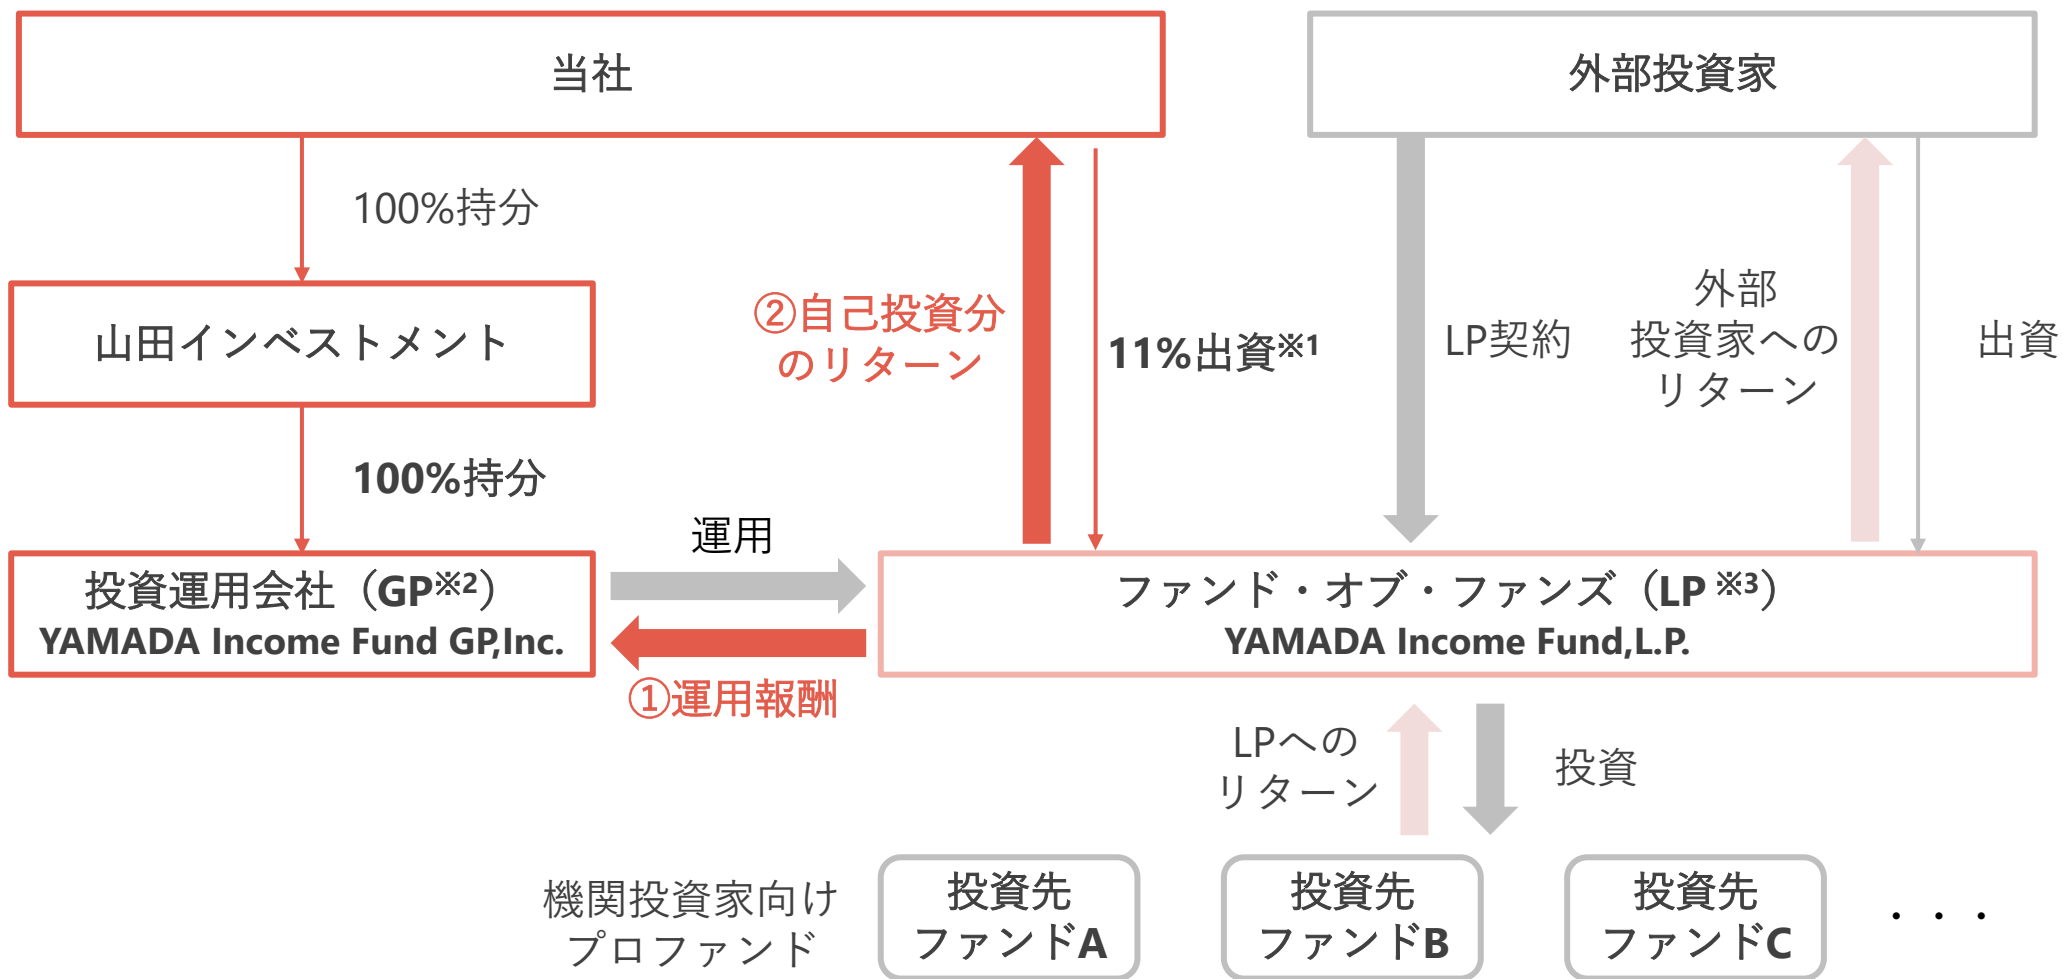 当社
外部投資家
100%持分
山田インベストメント
②自己投資分
のリターン
11%出資※1
LP契約
外部
投資家への
リターン
出資
100%持分
運用
投資運用会社（GP※2）
YAMADA Income Fund GP,Inc.
ファンド・オブ・ファンズ（LP ※3）
YAMADA Income Fund,L.P.
①運用報酬
LPへの
リターン
投資
機関投資家向け
プロファンド
投資先
ファンドA
投資先
ファンドB
投資先
ファンドC
・・・